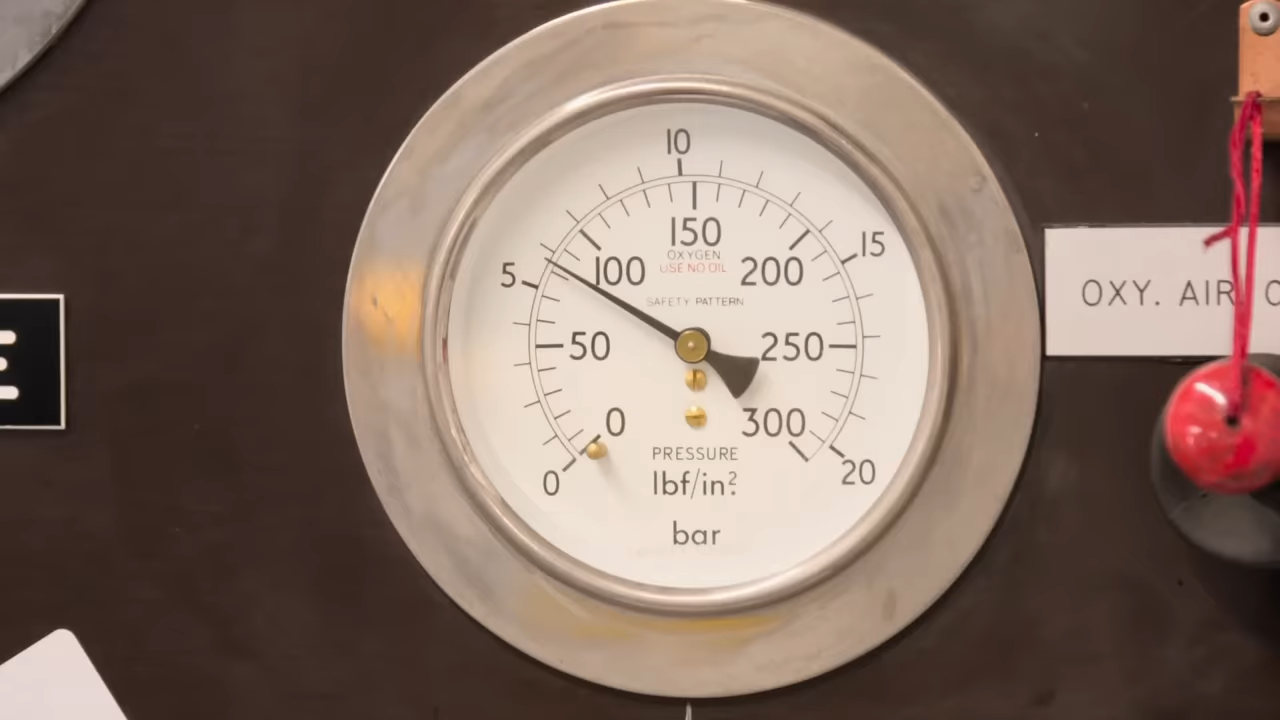 10
150
15
OXYGEN
USE NO OIL
5
100
200
SAFETY PATTERN
50
250
0
300
PRESSURE
0
lbf/in²
20
bar
E
OXY. AIR